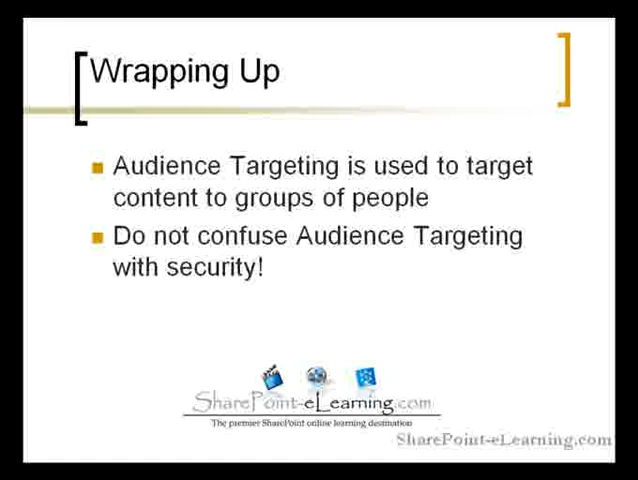 Wrapping Up
Audience Targeting is used to target
content to groups of people
Do not confuse Audience Targeting
with security!
SharePoint-eLearning.com
The premier SharePoint online learning destination
SharePoint-eLearning.com